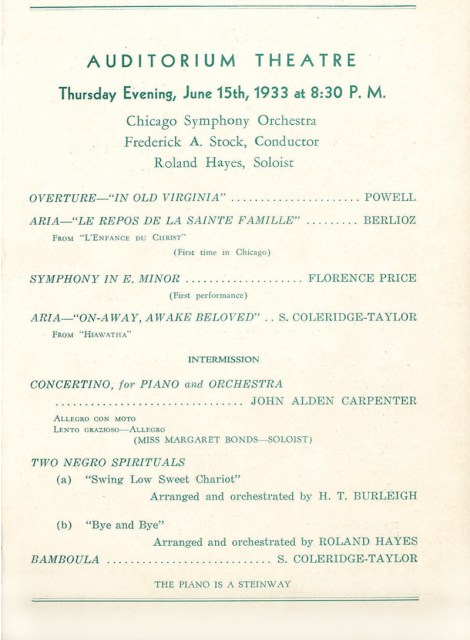 AUDITORIUM THEATRE
Thursday Evening, June 15th, 1933 at 8:30 P. M.
Chicago Symphony Orchestra
Frederick A. Stock, Conductor
Roland Hayes, Soloist
OVERTURE—"IN OLD VIRGINIA" ...................... POWELL
ARIA—"LE REPOS DE LA SAINTE FAMILLE" ......... BERLIOZ
From "L'Enfance du Christ"
(First time in Chicago)
SYMPHONY IN E. MINOR .................... FLORENCE PRICE
(First performance)
ARIA—"ON-AWAY, AWAKE BELOVED" .. S. COLERIDGE-TAYLOR
From "Hiawatha"
INTERMISSION
CONCERTINO, for PIANO and ORCHESTRA
................................ JOHN ALDEN CARPENTER
Allegro con moto
Lento grazioso—Allegro
(MISS MARGARET BONDS—SOLOIST)
TWO NEGRO SPIRITUALS
(a) "Swing Low Sweet Chariot"
Arranged and orchestrated by H. T. BURLEIGH
(b) "Bye and Bye"
Arranged and orchestrated by ROLAND HAYES
BAMBOULA ............................ S. COLERIDGE-TAYLOR
THE PIANO IS A STEINWAY